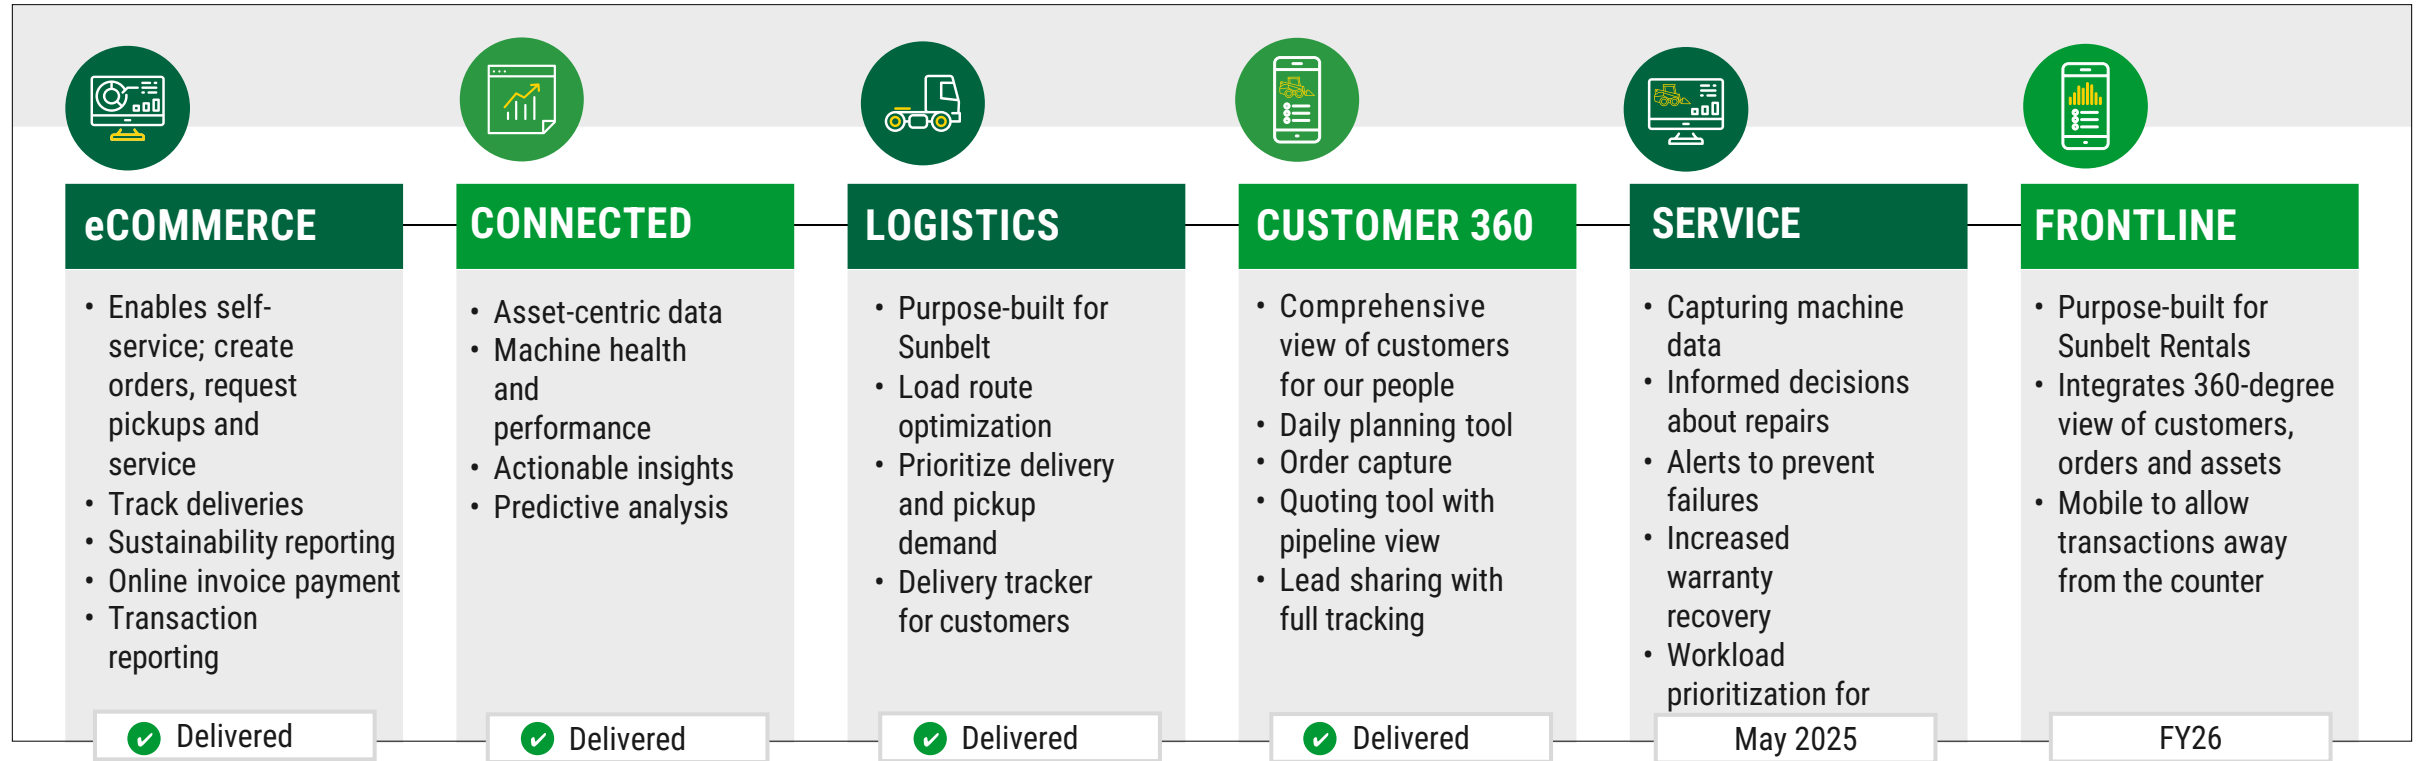 eCOMMERCE
• Enables self-
service; create
orders, request
pickups and
service
• Track deliveries
• Sustainability reporting
• Online invoice payment
• Transaction
reporting
Delivered
CONNECTED
• Asset-centric data
• Machine health
and
performance
• Actionable insights
• Predictive analysis
Delivered
LOGISTICS
• Purpose-built for
Sunbelt
• Load route
optimization
• Prioritize delivery
and pickup
demand
• Delivery tracker
for customers
Delivered
CUSTOMER 360
• Comprehensive
view of customers
for our people
• Daily planning tool
• Order capture
• Quoting tool with
pipeline view
• Lead sharing with
full tracking
Delivered
SERVICE
• Capturing machine
data
• Informed decisions
about repairs
• Alerts to prevent
failures
• Increased
warranty
recovery
• Workload
prioritization for
May 2025
FRONTLINE
• Purpose-built for
Sunbelt Rentals
• Integrates 360-degree
view of customers,
orders and assets
• Mobile to allow
transactions away
from the counter
FY26